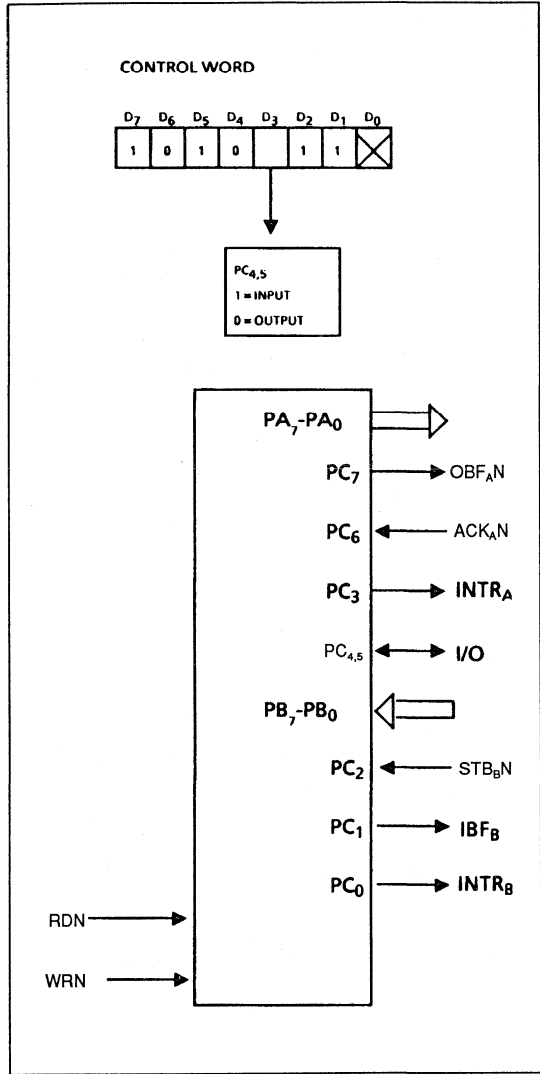 CONTROL WORD
D7 D6 D5 D4 D3 D2 D1 D0
1 0 1 0 1 1
PC4,5
1 = INPUT
0 = OUTPUT
PA7-PA0
PC7 OBFAN
PC6 ACKAN
PC3 INTRA
PC4,5 I/O
PB7-PB0
PC2 STBBN
PC1 IBFB
PC0 INTRB
RDN
WRN